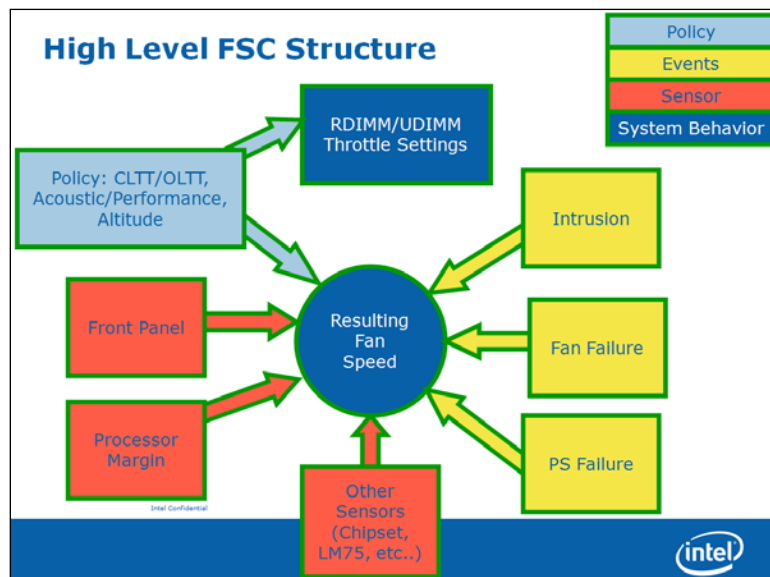 High Level FSC Structure
Policy
Events
Sensor
System Behavior
RDIMM/UDIMM
Throttle Settings
Policy: CLTT/OLTT,
Acoustic/Performance,
Altitude
Intrusion
Front Panel
Resulting
Fan
Speed
Fan Failure
Processor
Margin
PS Failure
Other
Sensors
(Chipset,
LM75, etc..)
Intel Confidential
intel